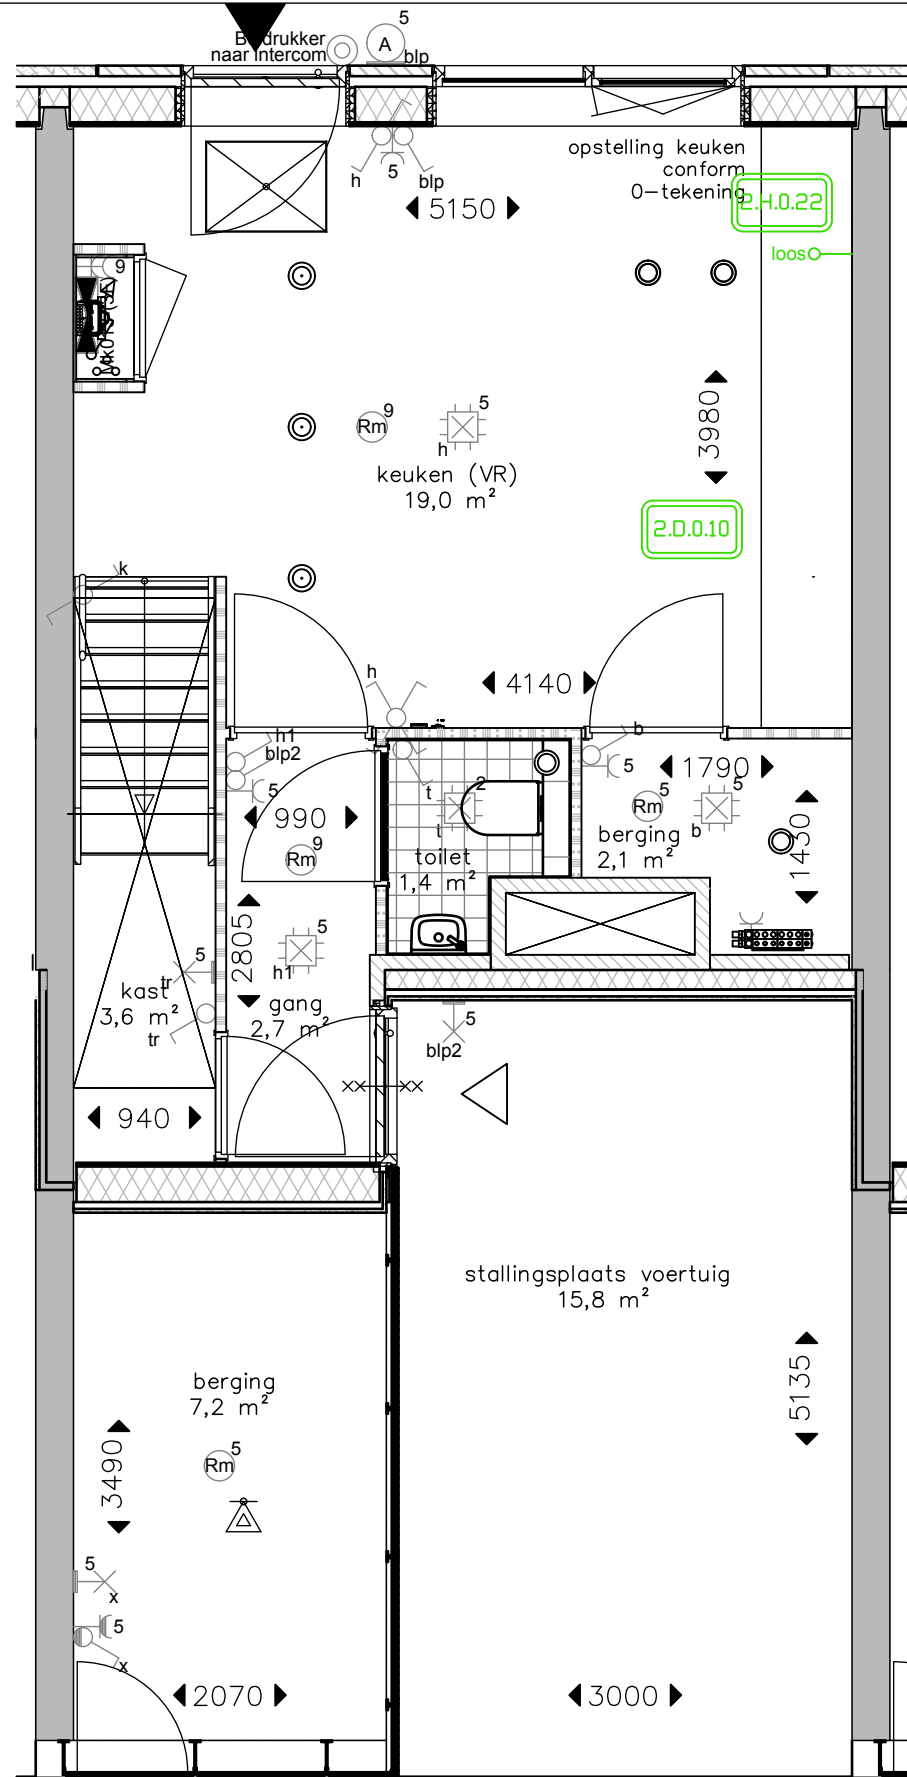 5
A
blp
naar intercom
h
5
blp
opstelling keuken
conform
0-tekening
5150
2.H.0.22
loos
9
3980
Rm
9
5
h
keuken (VR)
19,0 m²
2.D.0.10
k
h
4140
h1
blp2
5
b
5
1790
990
t
2
t
Rm
5
5
b
berging
2,1 m²
1430
Rm
9
toilet
1,4 m²
2805
5
h1
5
tr
kast
3,6 m²
tr
gang
2,7 m²
5
blp2
940
stallingsplaats voertuig
15,8 m²
5135
berging
7,2 m²
3490
Rm
5
5
x
5
x
2070
3000